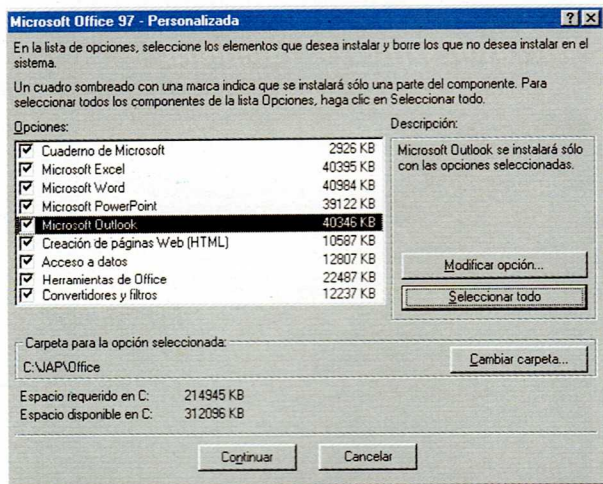 Microsoft Office 97 - Personalizada
En la lista de opciones, seleccione los elementos que desea instalar y borre los que no desea instalar en el
sistema.
Un cuadro sombreado con una marca indica que se instalará sólo una parte del componente. Para
seleccionar todos los componentes de la lista Opciones, haga clic en Seleccionar todo.
Opciones:
Cuaderno de Microsoft 2926 KB
Microsoft Excel 40395 KB
Microsoft Word 40984 KB
Microsoft PowerPoint 39122 KB
Microsoft Outlook 40346 KB
Creación de páginas Web (HTML) 10587 KB
Acceso a datos 12807 KB
Herramientas de Office 22487 KB
Convertidores y filtros 12237 KB
Descripción:
Microsoft Outlook se instalará sólo
con las opciones seleccionadas.
Modificar opción...
Seleccionar todo
Carpeta para la opción seleccionada:
C:\JAP\Office
Cambiar carpeta...
Espacio requerido en C: 214945 KB
Espacio disponible en C: 312096 KB
Continuar
Cancelar